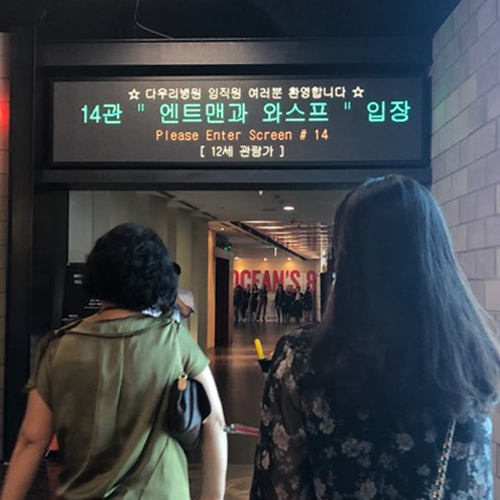 ☆ 다우리병원 임직원 여러분 환영합니다 ☆
14관 " 엔트맨과 와스프 " 입장
Please Enter Screen # 14
[ 12세 관람가 ]
OCEAN'S 8